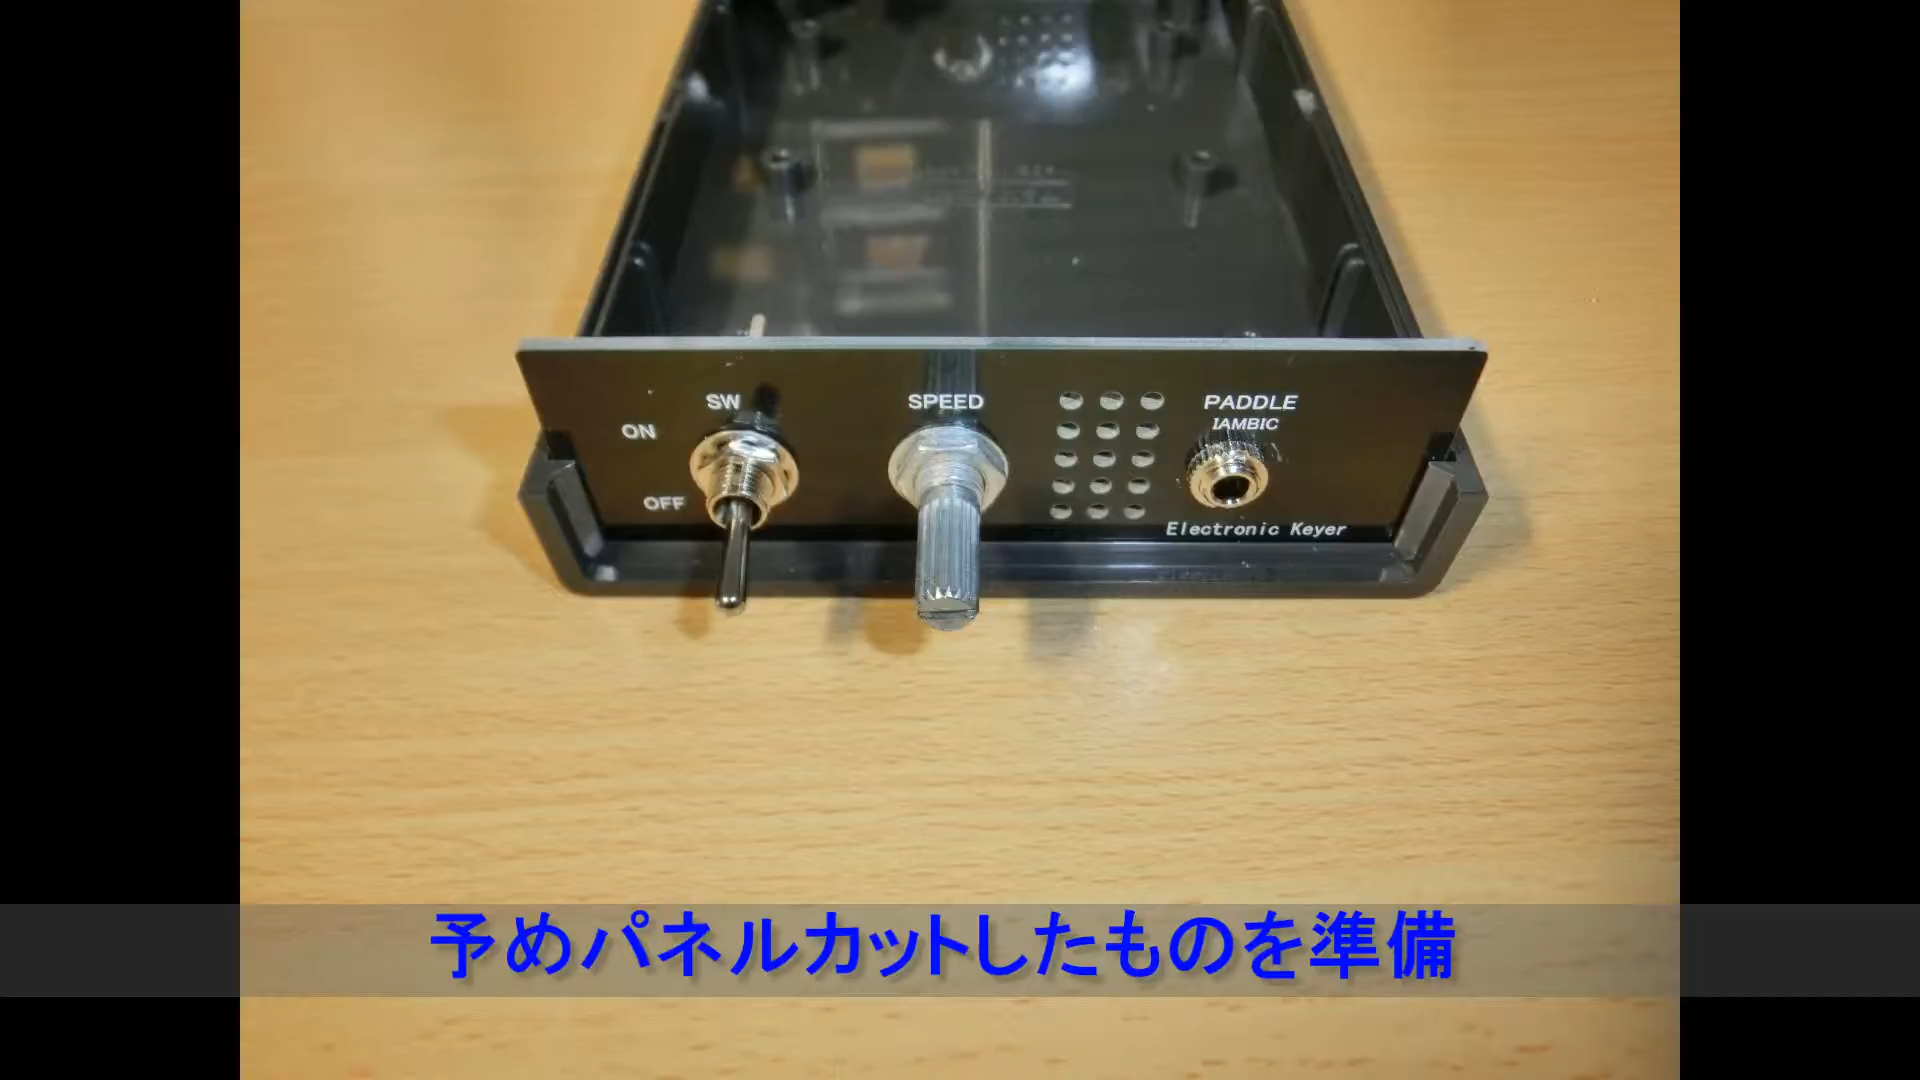 SW
ON
OFF
SPEED
PADDLE
IAMBIC
Electronic Keyer
予めパネルカットしたものを準備